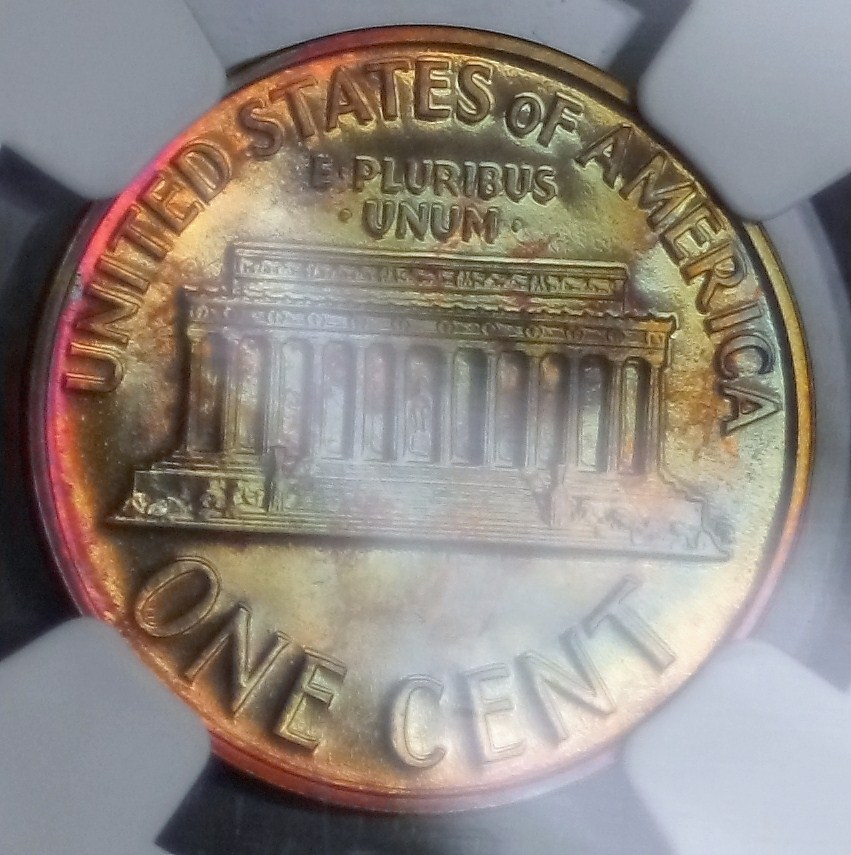 UNITED STATES OF AMERICA
E·PLURIBUS
·UNUM·
ONE CENT